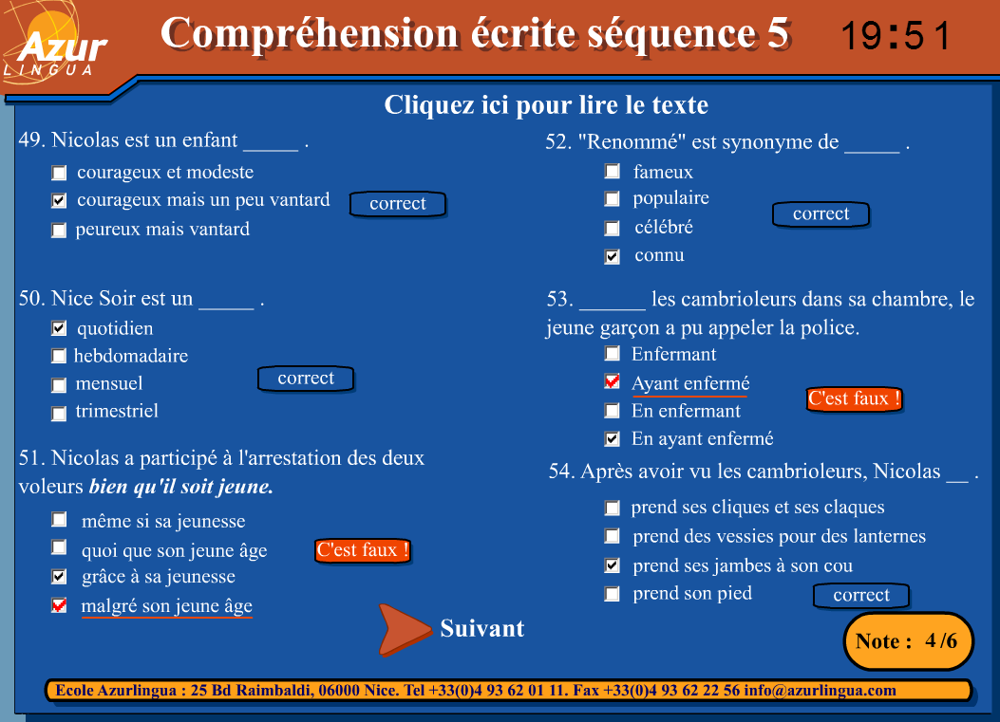 Azur
LINGUA
Compréhension écrite séquence 5
19:51
Cliquez ici pour lire le texte
49. Nicolas est un enfant _____ .
courageux et modeste
courageux mais un peu vantard
correct
peureux mais vantard
50. Nice Soir est un _____ .
quotidien
hebdomadaire
mensuel
correct
trimestriel
51. Nicolas a participé à l'arrestation des deux
voleurs bien qu'il soit jeune.
même si sa jeunesse
quoi que son jeune âge
C'est faux !
grâce à sa jeunesse
malgré son jeune âge
52. "Renommé" est synonyme de _____ .
fameux
populaire
correct
célébré
connu
53. ______ les cambrioleurs dans sa chambre, le
jeune garçon a pu appeler la police.
Enfermant
Ayant enfermé
C'est faux !
En enfermant
En ayant enfermé
54. Après avoir vu les cambrioleurs, Nicolas __ .
prend ses cliques et ses claques
prend des vessies pour des lanternes
prend ses jambes à son cou
prend son pied
correct
Suivant
Note : 4 /6
Ecole Azurlingua : 25 Bd Raimbaldi, 06000 Nice. Tel +33(0)4 93 62 01 11. Fax +33(0)4 93 62 22 56 info@azurlingua.com